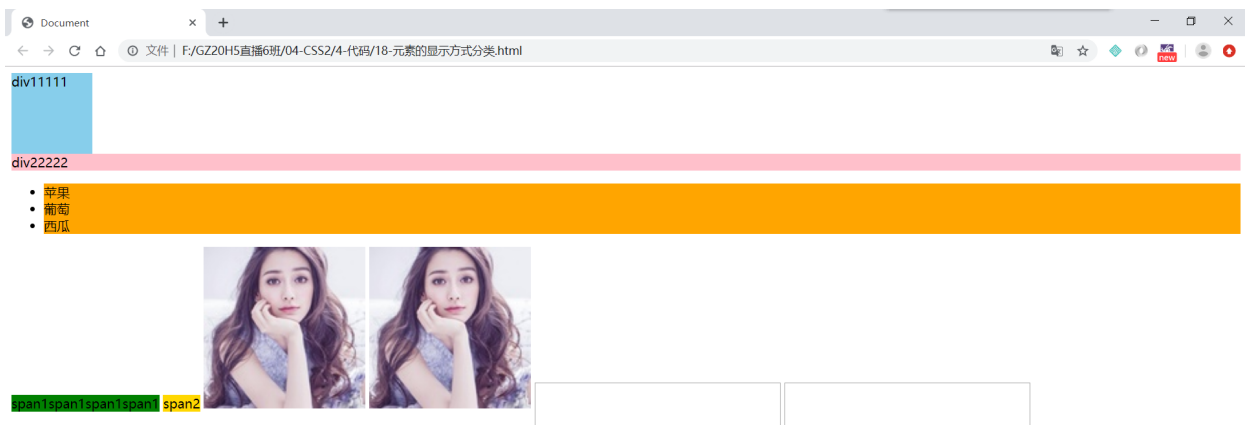 Document
文件 | F:/GZ20H5直播6班/04-CSS2/4-代码/18-元素的显示方式分类.html
new
div11111
div22222
苹果
葡萄
西瓜
span1span1span1span1 span2